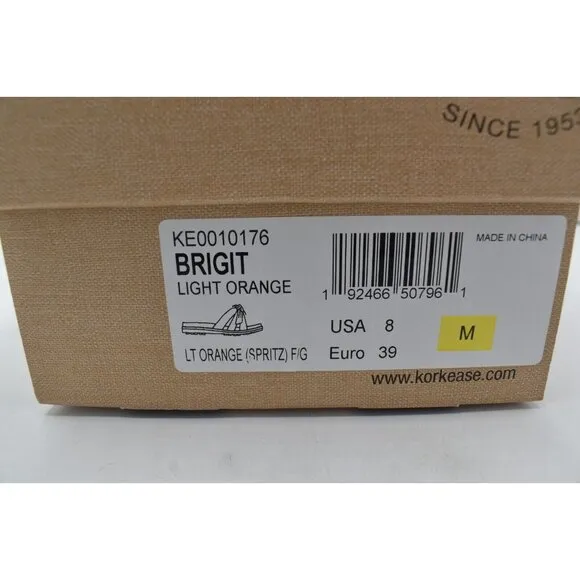 SINCE 1953
KE0010176
BRIGIT
LIGHT ORANGE
LT ORANGE (SPRITZ) F/G
1 92466 50796 1
MADE IN CHINA
USA 8
Euro 39
M
www.korkease.com